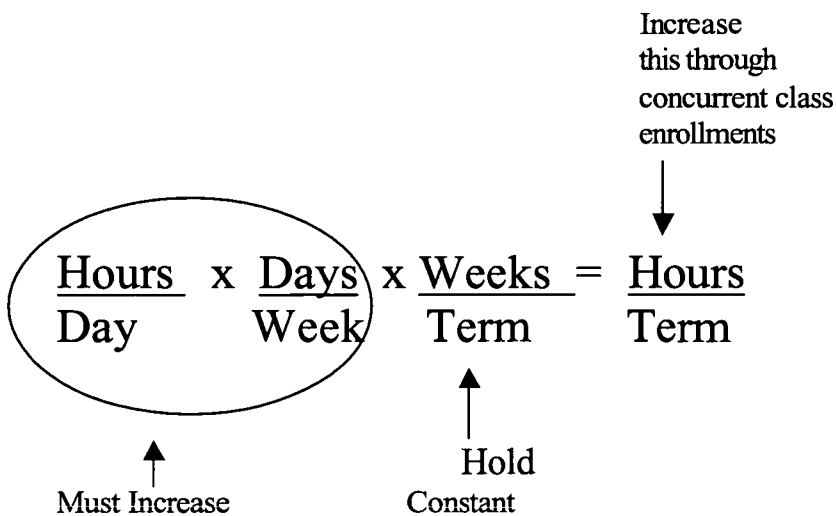 Increase
this through
concurrent class
enrollments
Hours x Days x Weeks = Hours
Day Week Term Term
Hold
Must Increase Constant